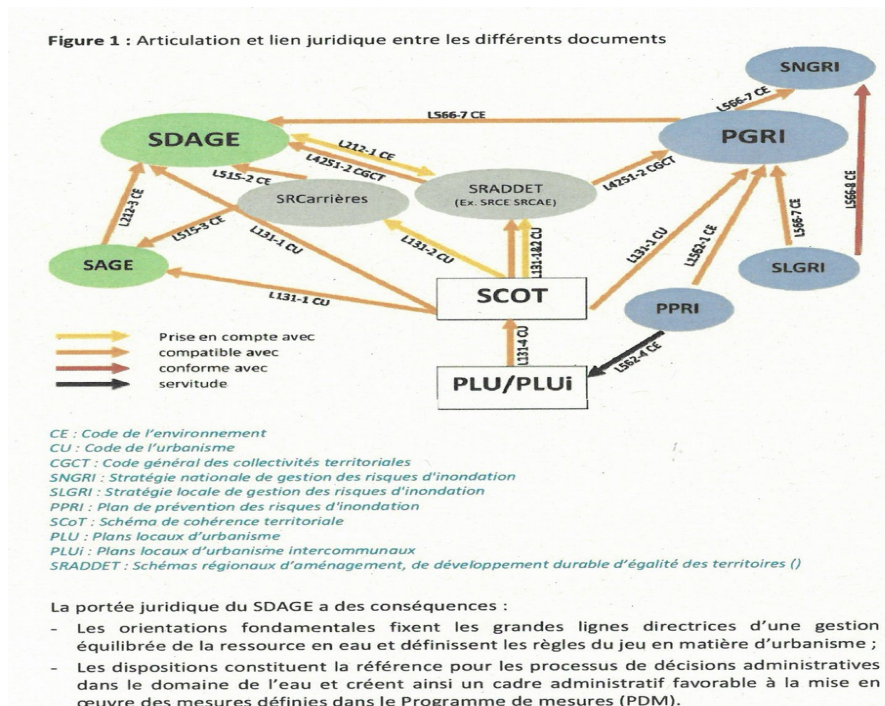 Figure 1 : Articulation et lien juridique entre les différents documents
SNGRI
L566-7 CE
L566-7 CE
SDAGE
PGRI
L212-1 CE
L4251-2 CGCT
L515-2 CE
SRCarrières
SRADDET
(Ex. SRCE SRCAE)
L4251-2 CGCT
L566-8 CE
L212-3 CE
L515-3 CE
L131-1 CU
L131-2 CU
L131-1&2 CU
L131-1 CU
L1562-1 CE
L566-7 CE
SAGE
SLGRI
L131-1 CU
SCOT
PPRI
Prise en compte avec
compatible avec
conforme avec
servitude
L131-4 CU
L562-4 CE
PLU/PLUi
CE : Code de l'environnement
CU : Code de l'urbanisme
CGCT : Code général des collectivités territoriales
SNGRI : Stratégie nationale de gestion des risques d'inondation
SLGRI : Stratégie locale de gestion des risques d'inondation
PPRI : Plan de prévention des risques d'inondation
SCoT : Schéma de cohérence territoriale
PLU : Plans locaux d'urbanisme
PLUi : Plans locaux d'urbanisme intercommunaux
SRADDET : Schémas régionaux d'aménagement, de développement durable d'égalité des territoires ()
La portée juridique du SDAGE a des conséquences :
- Les orientations fondamentales fixent les grandes lignes directrices d'une gestion
équilibrée de la ressource en eau et définissent les règles du jeu en matière d'urbanisme ;
- Les dispositions constituent la référence pour les processus de décisions administratives
dans le domaine de l'eau et créent ainsi un cadre administratif favorable à la mise en
œuvre des mesures définies dans le Programme de mesures (PDM).